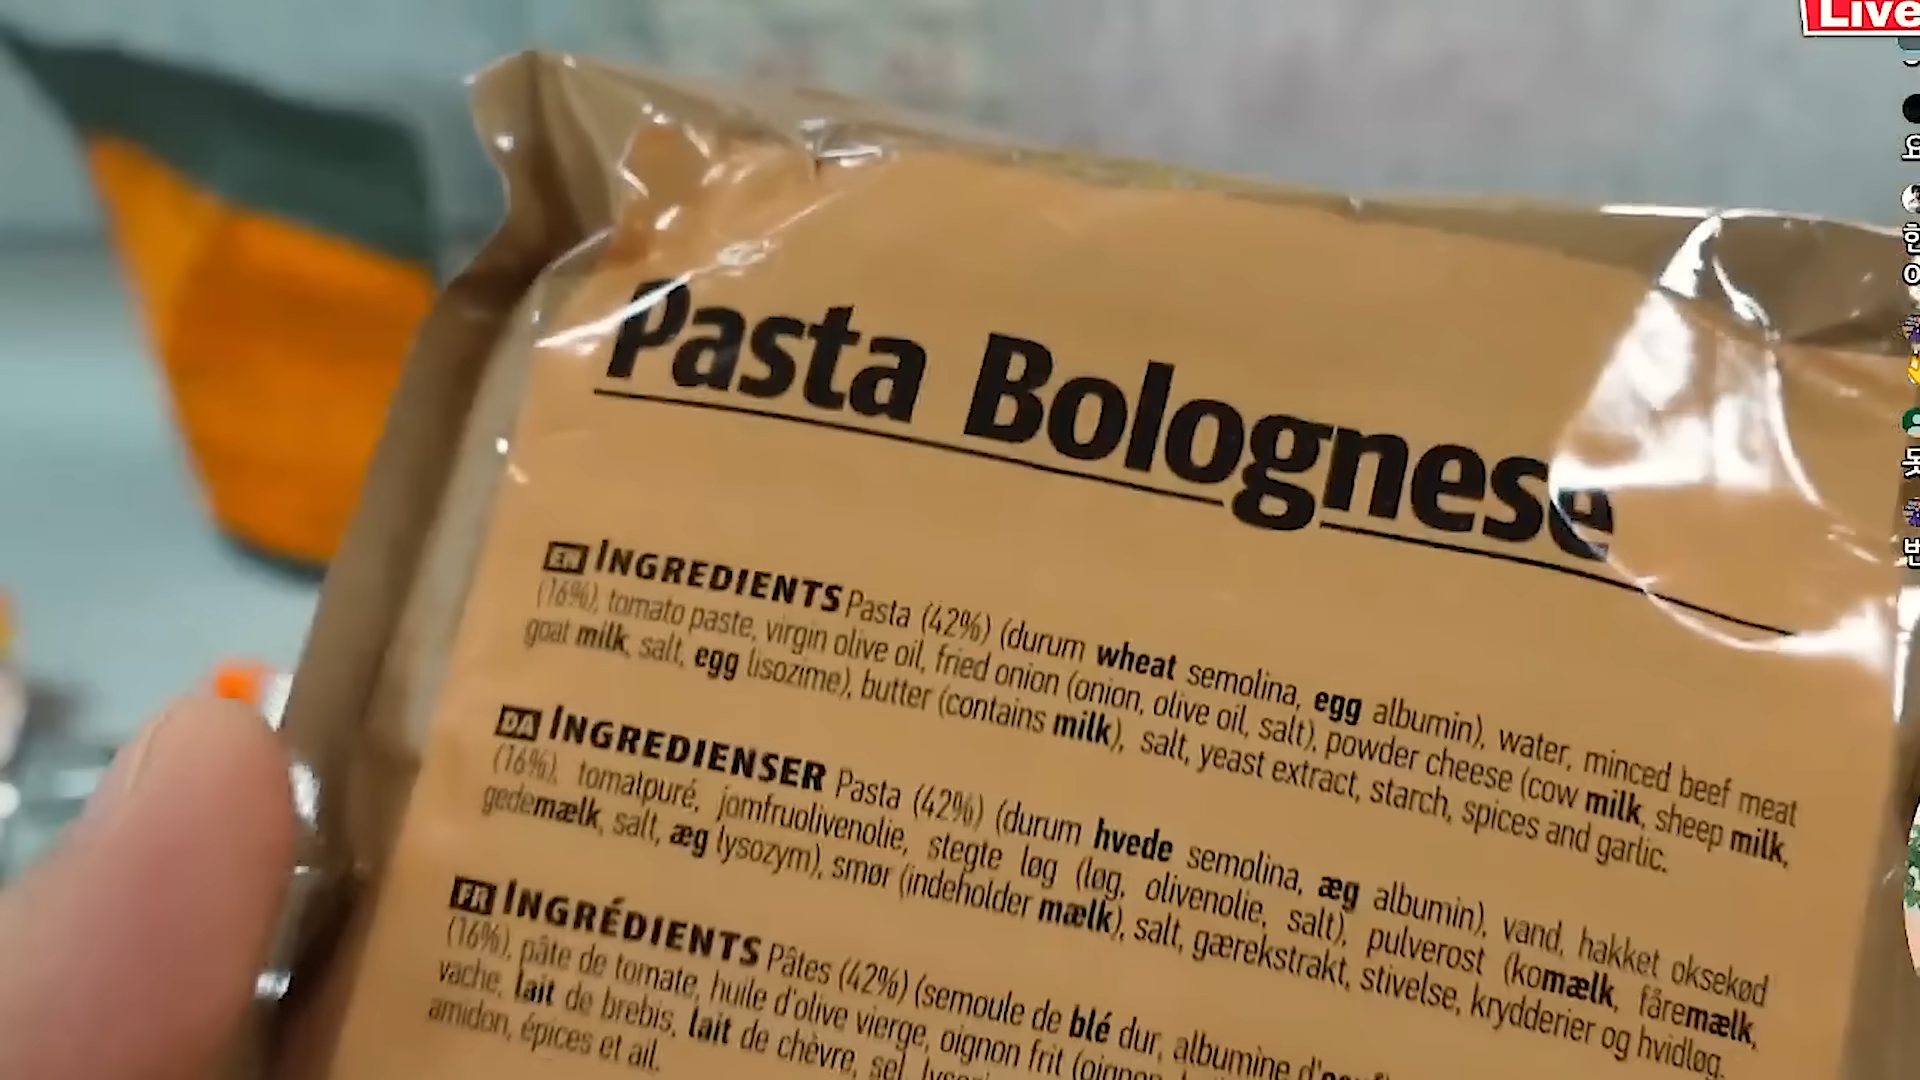 Live
Pasta Bolognese
EN INGREDIENTS Pasta (42%) (durum wheat semolina, egg albumin), water, minced beef meat
(16%), tomato paste, virgin olive oil, fried onion (onion, olive oil, salt), powder cheese (cow milk, sheep milk,
goat milk, salt, egg lisozime), butter (contains milk), salt, yeast extract, starch, spices and garlic.
DA INGREDIENSER Pasta (42%) (durum hvede semolina, æg albumin), vand, hakket oksekød
(16%), tomatpuré, jomfruolivenolie, stegte løg (løg, olivenolie, salt), pulverost (komælk, fåremælk,
gedemælk, salt, æg lysozym), smør (indeholder mælk), salt, gærekstrakt, stivelse, krydderier og hvidløg.
FR INGRÉDIENTS Pâtes (42%) (semoule de blé dur, albumine
(16%), pâte de tomate, huile d'olive vierge, oignon frit
vache, lait de brebis, lait de chèvre, sel,
amidon, épices et ail.